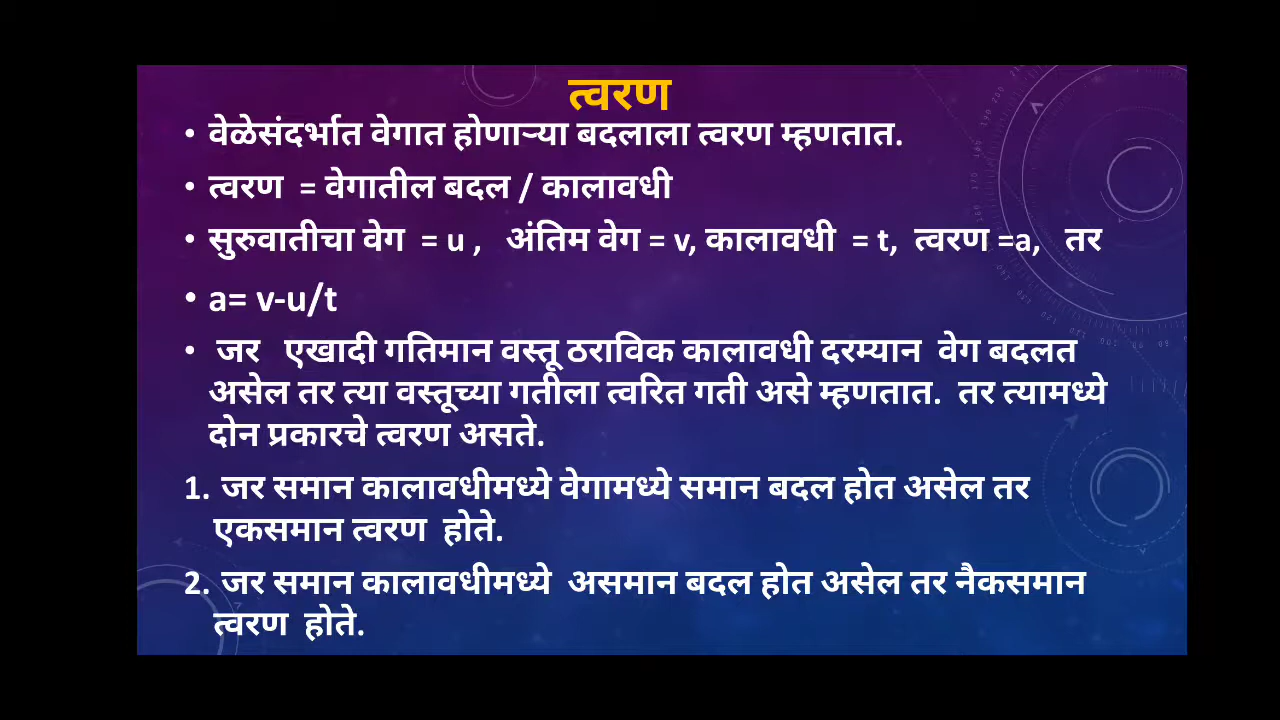 त्वरण
• वेळेसंदर्भात वेगात होणाऱ्या बदलाला त्वरण म्हणतात.
• त्वरण = वेगातील बदल / कालावधी
• सुरुवातीचा वेग = u , अंतिम वेग = v, कालावधी = t, त्वरण =a, तर
• a= v-u/t
• जर एखादी गतिमान वस्तू ठराविक कालावधी दरम्यान वेग बदलत
असेल तर त्या वस्तूच्या गतीला त्वरित गती असे म्हणतात. तर त्यामध्ये
दोन प्रकारचे त्वरण असते.
1. जर समान कालावधीमध्ये वेगामध्ये समान बदल होत असेल तर
एकसमान त्वरण होते.
2. जर समान कालावधीमध्ये असमान बदल होत असेल तर नैकसमान
त्वरण होते.